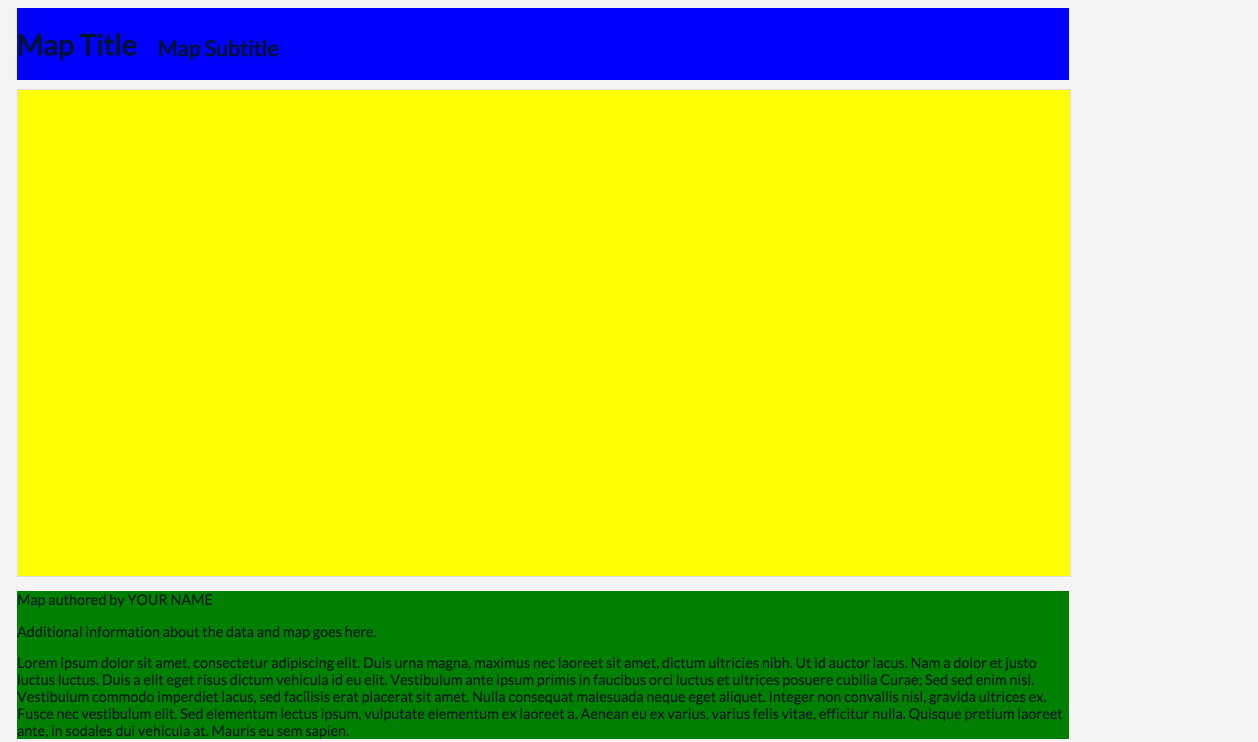 Map Title Map Subtitle
Map authored by YOUR NAME
Additional information about the data and map goes here.
Lorem ipsum dolor sit amet, consectetur adipiscing elit. Duis urna magna, maximus nec laoreet sit amet, dictum ultricies nibh. Ut id auctor lacus. Nam a dolor et justo
luctus luctus. Duis a elit eget risus dictum vehicula id eu elit. Vestibulum ante ipsum primis in faucibus orci luctus et ultrices posuere cubilia Curae; Sed sed enim nisl.
Vestibulum commodo imperdiet lacus, sed facilisis erat placerat sit amet. Nulla consequat malesuada neque eget aliquet. Integer non convallis nisl, gravida ultrices ex.
Fusce nec vestibulum elit. Sed elementum lectus ipsum, vulputate elementum ex laoreet a. Aenean eu ex varius, varius felis vitae, efficitur nulla. Quisque pretium laoreet
ante, in sodales dui vehicula at. Mauris eu sem sapien.